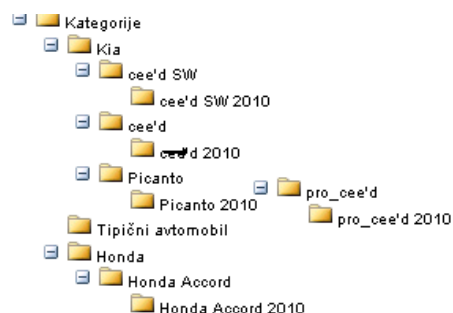 Kategorije
Kia
cee'd SW
cee'd SW 2010
cee'd
cee'd 2010
Picanto
Picanto 2010
pro_cee'd
pro_cee'd 2010
Tipični avtomobil
Honda
Honda Accord
Honda Accord 2010